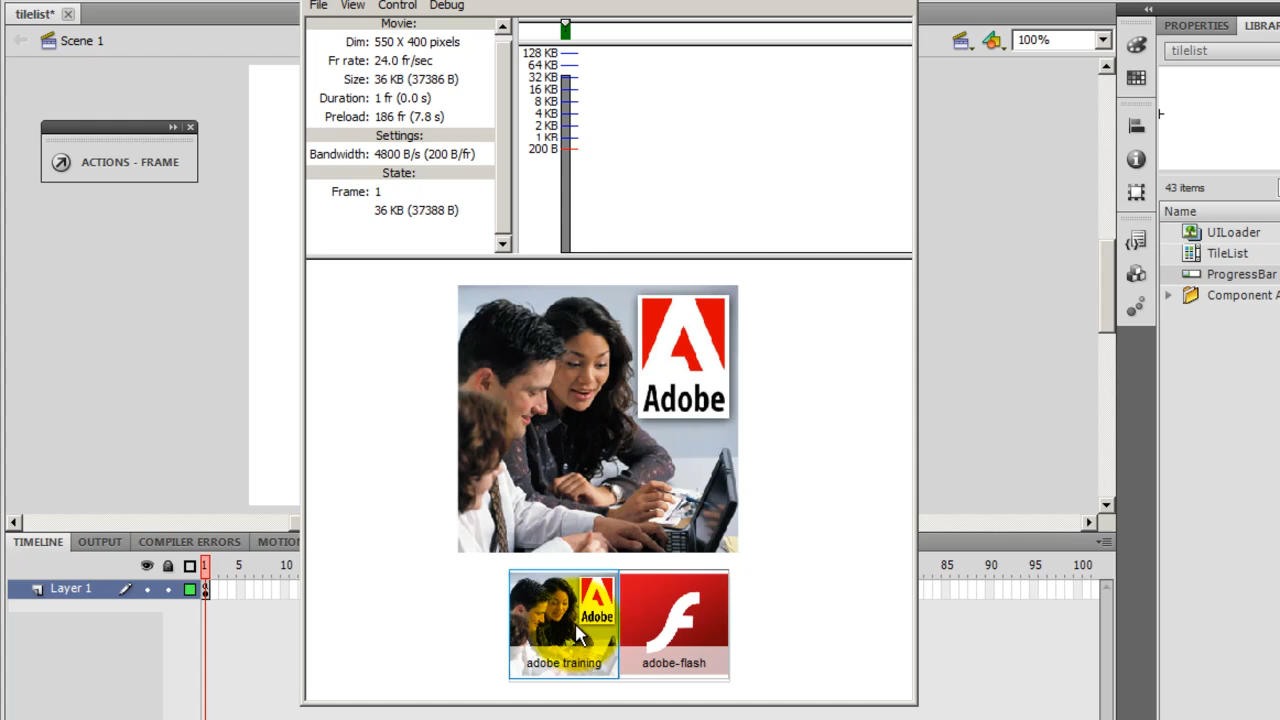 File View Control Debug
tilelist*
Scene 1
100%
PROPERTIES
tilelist
43 items
Name
UILoader
TileList
ProgressBar
Component A
ACTIONS - FRAME
Movie:
Dim: 550 X 400 pixels
Fr rate: 24.0 fr/sec
Size: 36 KB (37386 B)
Duration: 1 fr (0.0 s)
Preload: 186 fr (7.8 s)
Settings:
Bandwidth: 4800 B/s (200 B/fr)
State:
Frame: 1
36 KB (37388 B)
128 KB
64 KB
32 KB
16 KB
8 KB
4 KB
2 KB
1 KB
200 B
Adobe
Adobe
adobe training
adobe-flash
TIMELINE OUTPUT COMPILER ERRORS
1 5 10 85 90 95 100
Layer 1